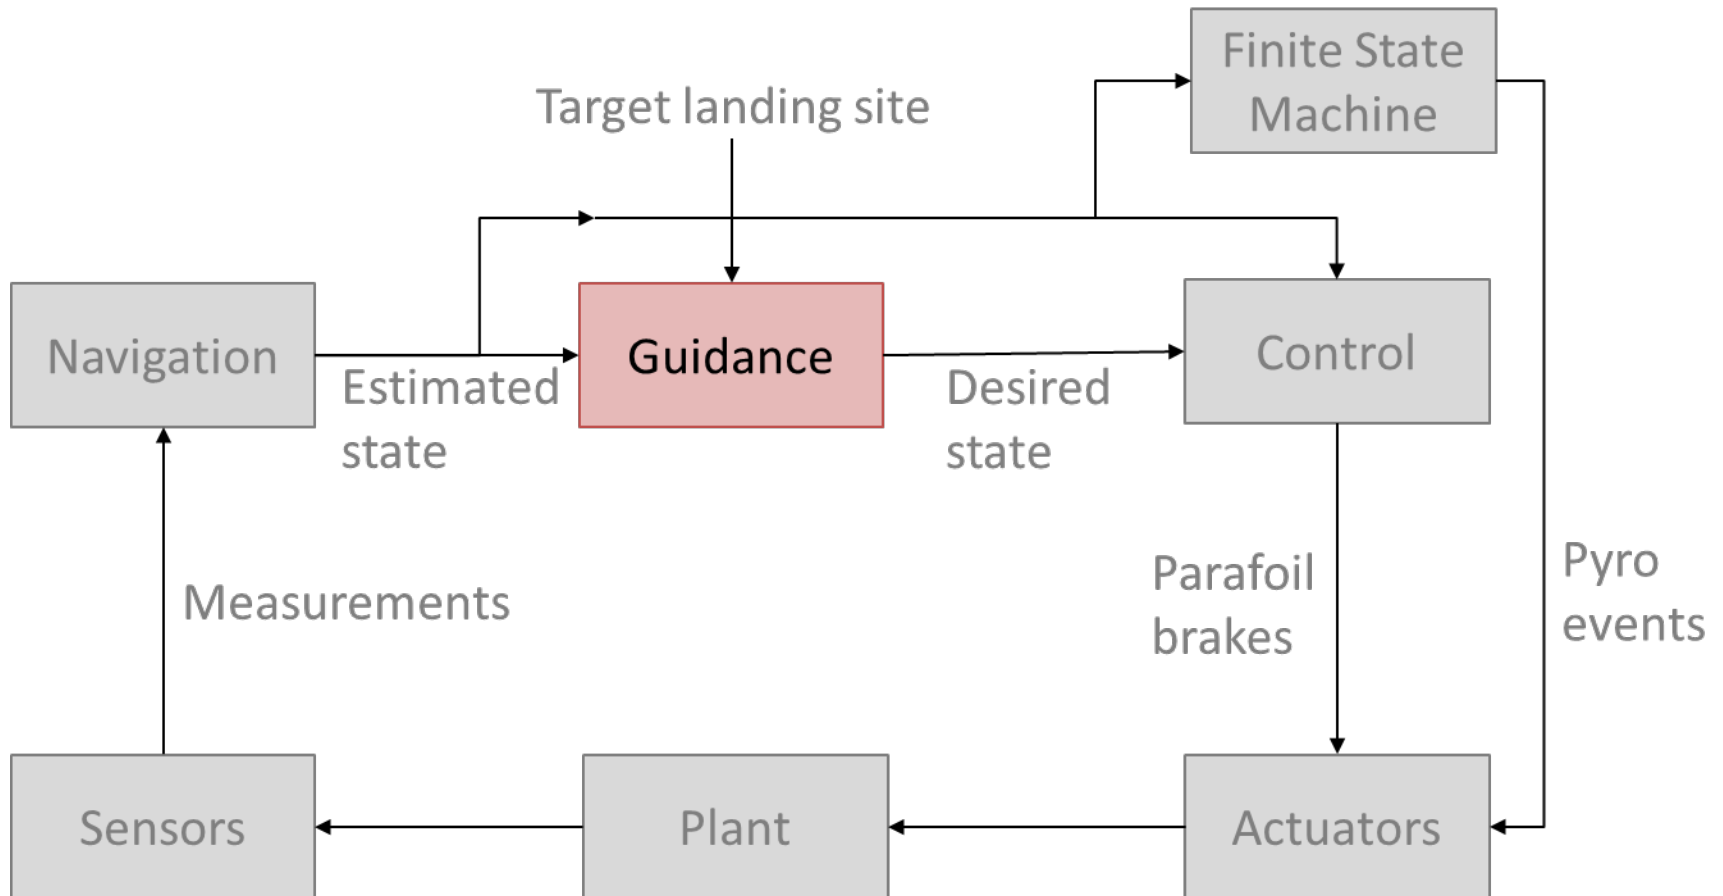 Finite State
Machine
Target landing site
Navigation
Estimated
state
Guidance
Desired
state
Control
Measurements
Parafoil
brakes
Pyro
events
Sensors
Plant
Actuators